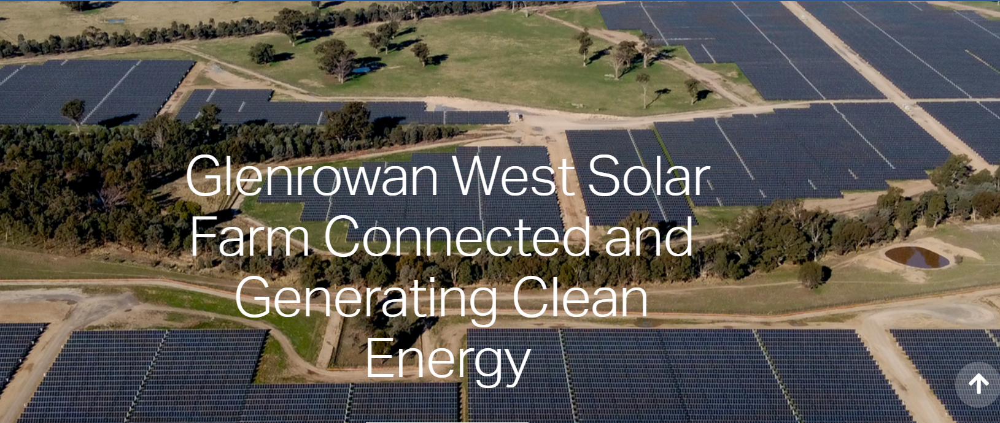 Glenrowan West Solar
Farm Connected and
Generating Clean
Energy